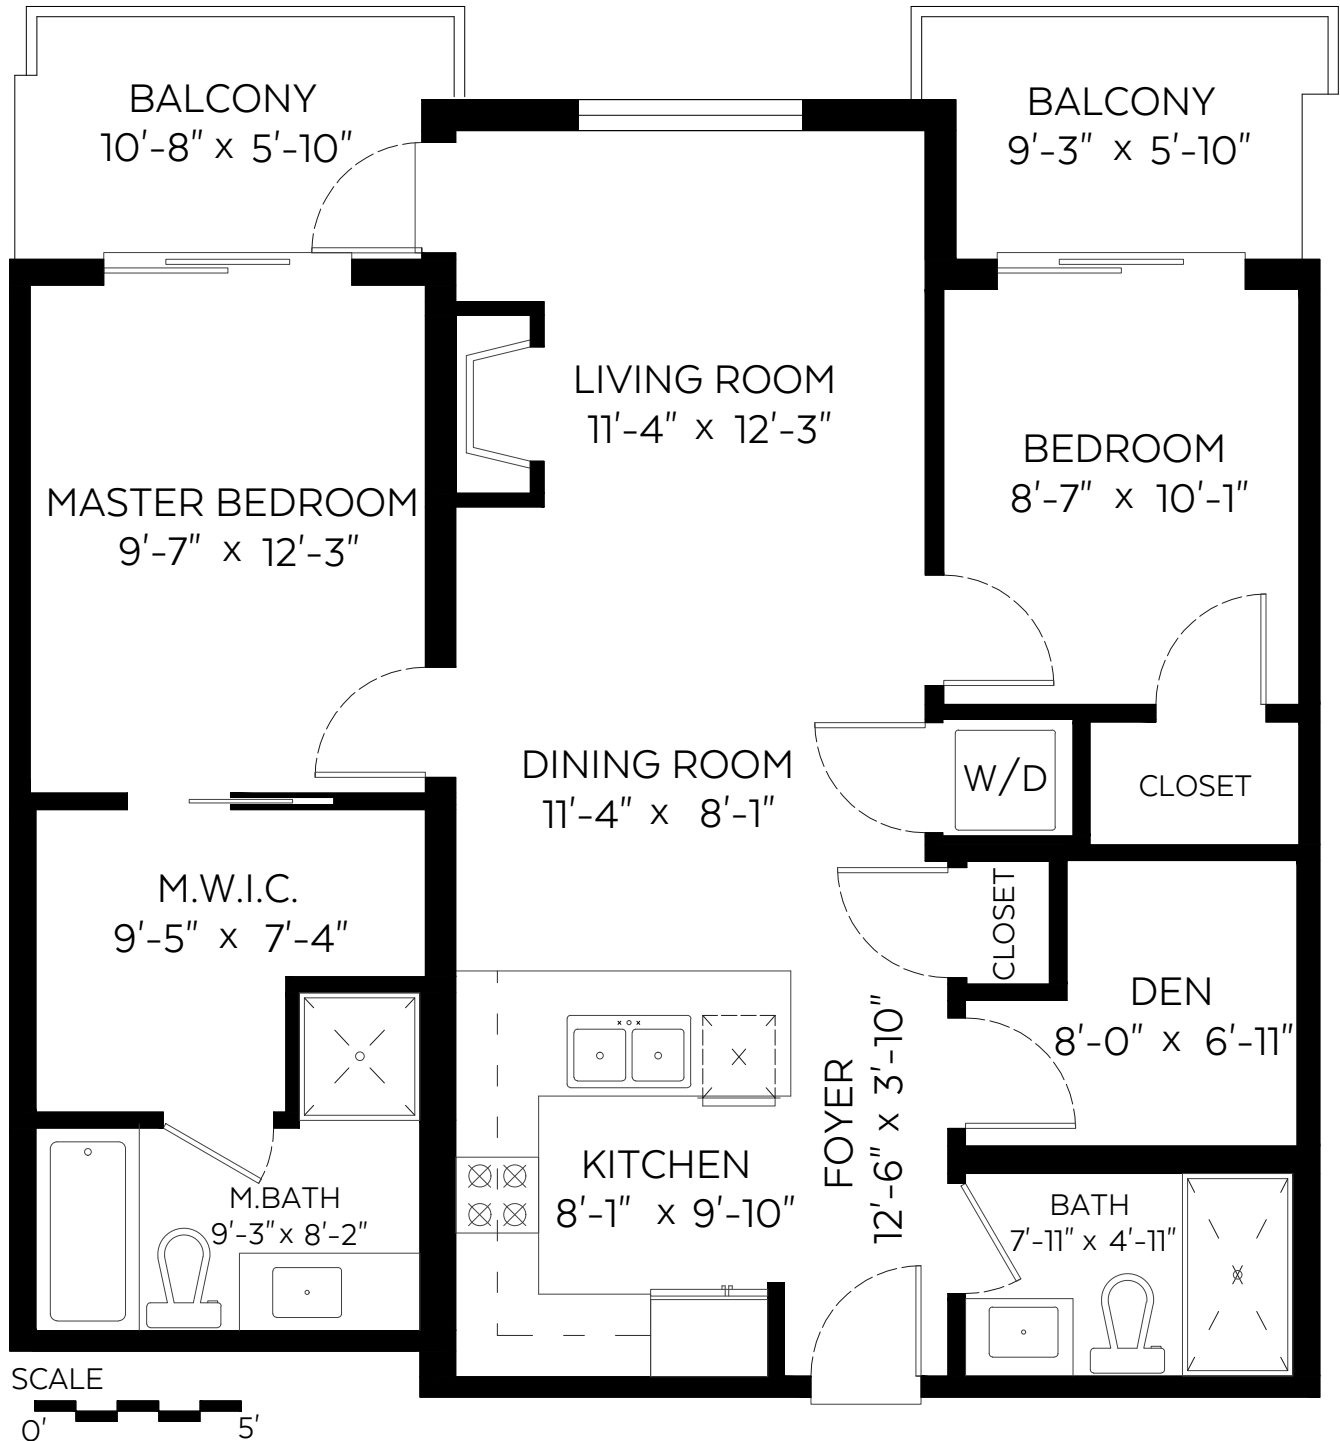 BALCONY
10'-8" x 5'-10"
BALCONY
9'-3" x 5'-10"
LIVING ROOM
11'-4" x 12'-3"
BEDROOM
8'-7" x 10'-1"
MASTER BEDROOM
9'-7" x 12'-3"
DINING ROOM
11'-4" x 8'-1"
W/D
CLOSET
M.W.I.C.
9'-5" x 7'-4"
CLOSET
DEN
8'-0" x 6'-11"
FOYER
12'-6" x 3'-10"
KITCHEN
8'-1" x 9'-10"
M.BATH
9'-3" x 8'-2"
BATH
7'-11" x 4'-11"
SCALE
0' 5'